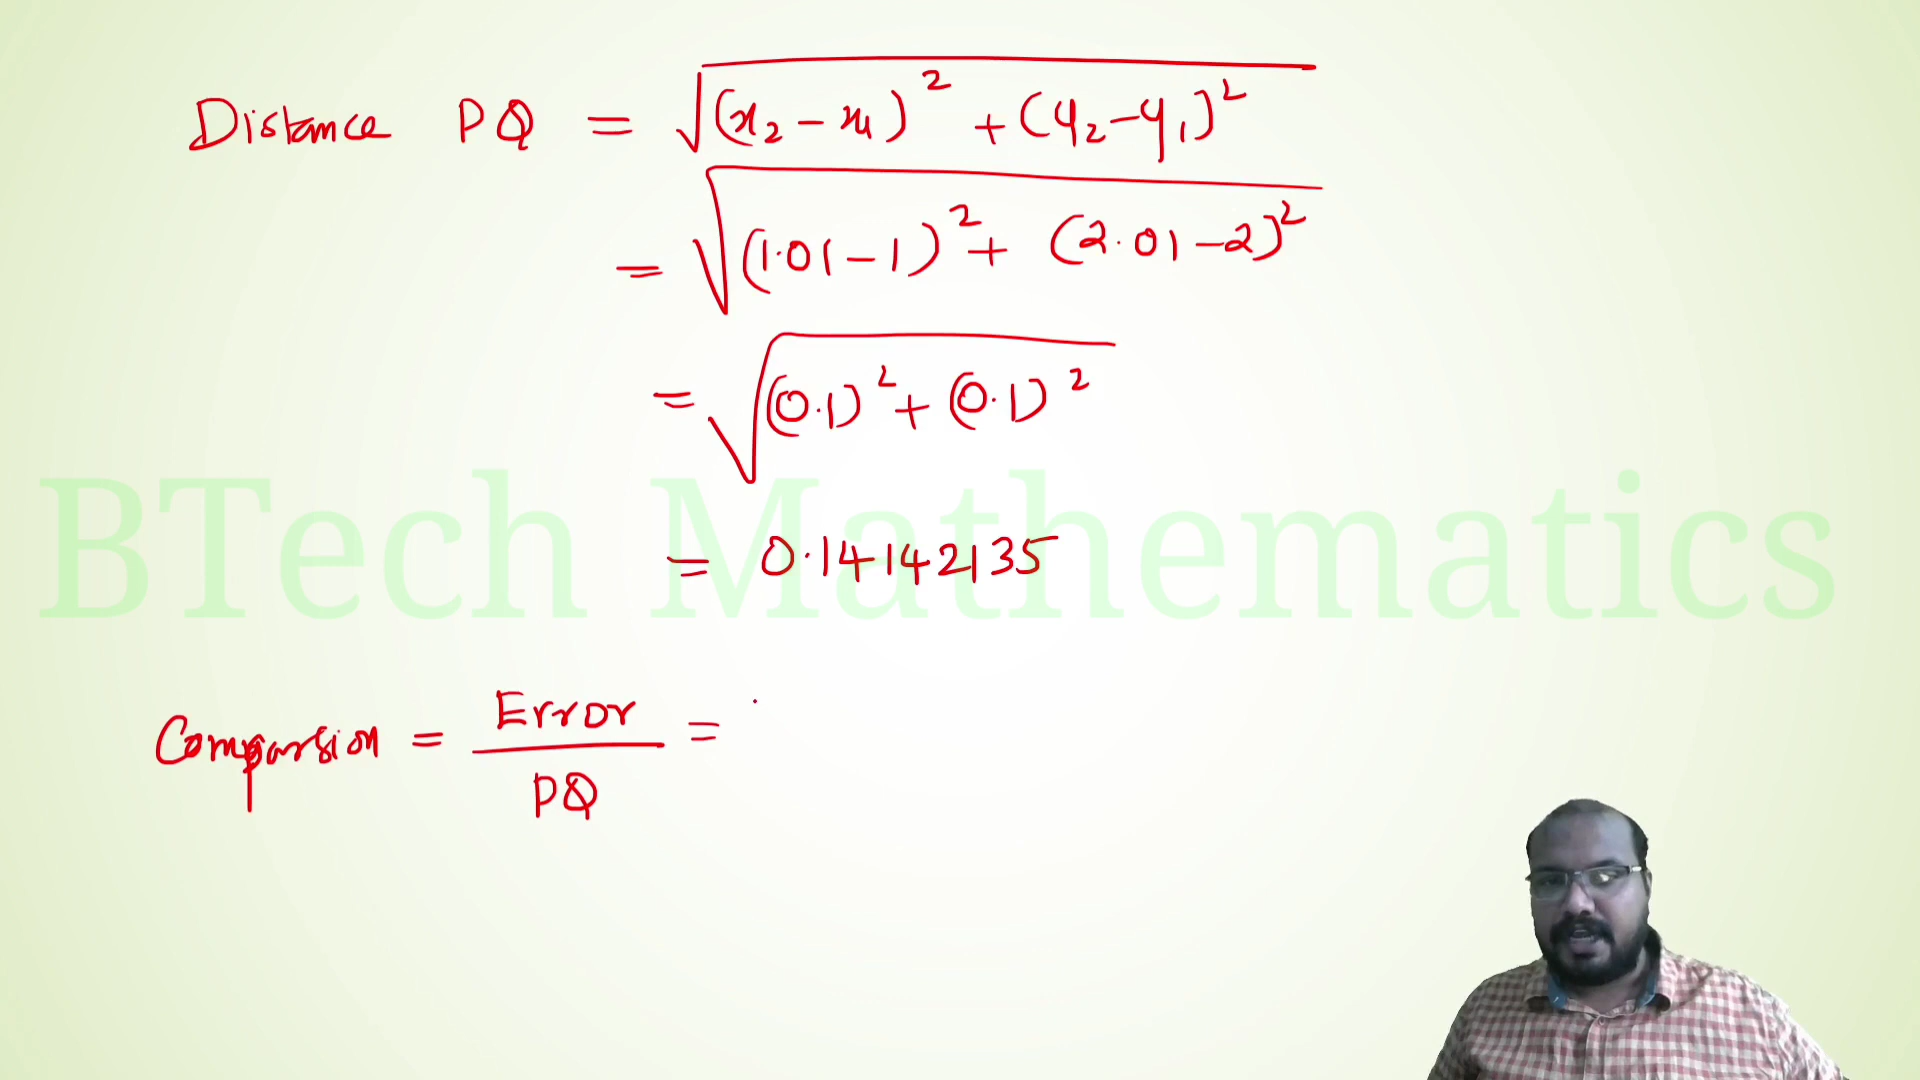 Distance PQ = √(x₂ - x₁)² + (y₂ - y₁)²
= √(1.01 - 1)² + (2.01 - 2)²
= √(0.1)² + (0.1)²
BTech Mathematics
= 0.14142135
Comparsion = Error / PQ =